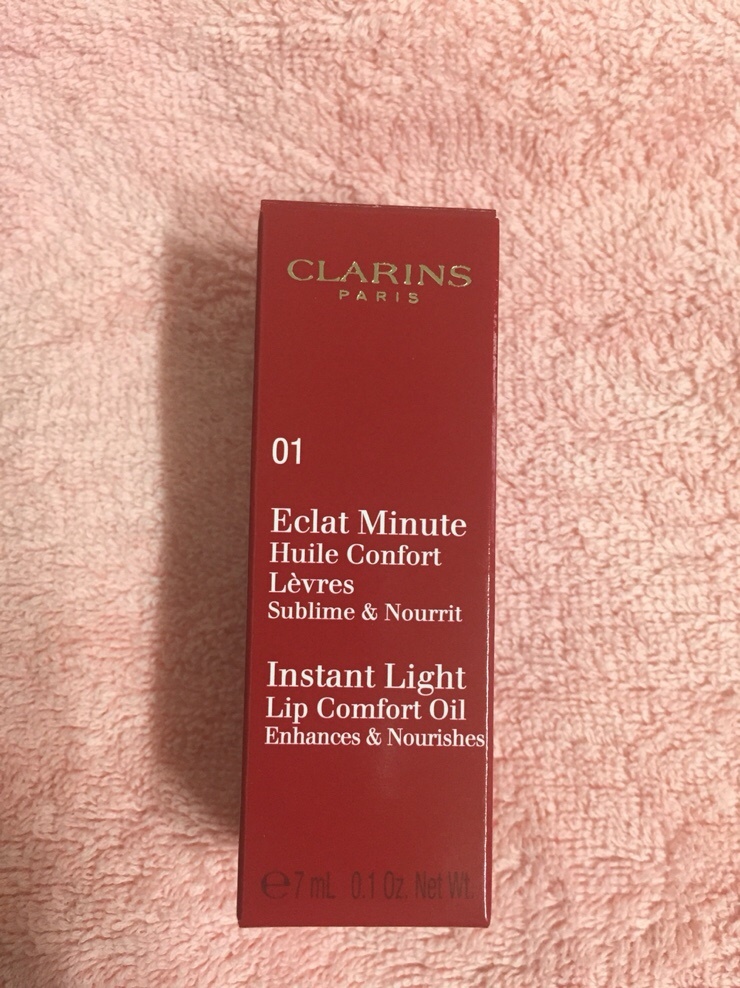 CLARINS
PARIS
01
Eclat Minute
Huile Confort
Lèvres
Sublime & Nourrit
Instant Light
Lip Comfort Oil
Enhances & Nourishes
℮7 mL 0.1 Oz. Net Wt.